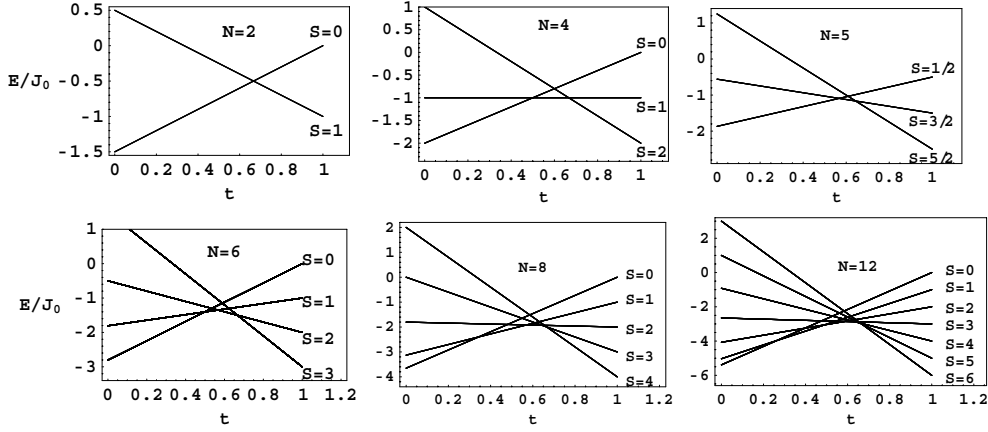 N=2
0.5
0
-0.5
-1
-1.5
E/J0
S=0
S=1
0 0.2 0.4 0.6 0.8 1
t
N=4
1
0.5
0
-0.5
-1
-1.5
-2
S=0
S=1
S=2
0 0.2 0.4 0.6 0.8 1
t
N=5
1
0
-1
-2
S=1/2
S=3/2
S=5/2
0 0.2 0.4 0.6 0.8 1
t
N=6
1
0
-1
-2
-3
E/J0
S=0
S=1
S=2
S=3
0 0.2 0.4 0.6 0.8 1 1.2
t
N=8
2
1
0
-1
-2
-3
-4
S=0
S=1
S=2
S=3
S=4
0 0.2 0.4 0.6 0.8 1 1.2
t
N=12
2
0
-2
-4
-6
S=0
S=1
S=2
S=3
S=4
S=5
S=6
0 0.2 0.4 0.6 0.8 1 1.2
t